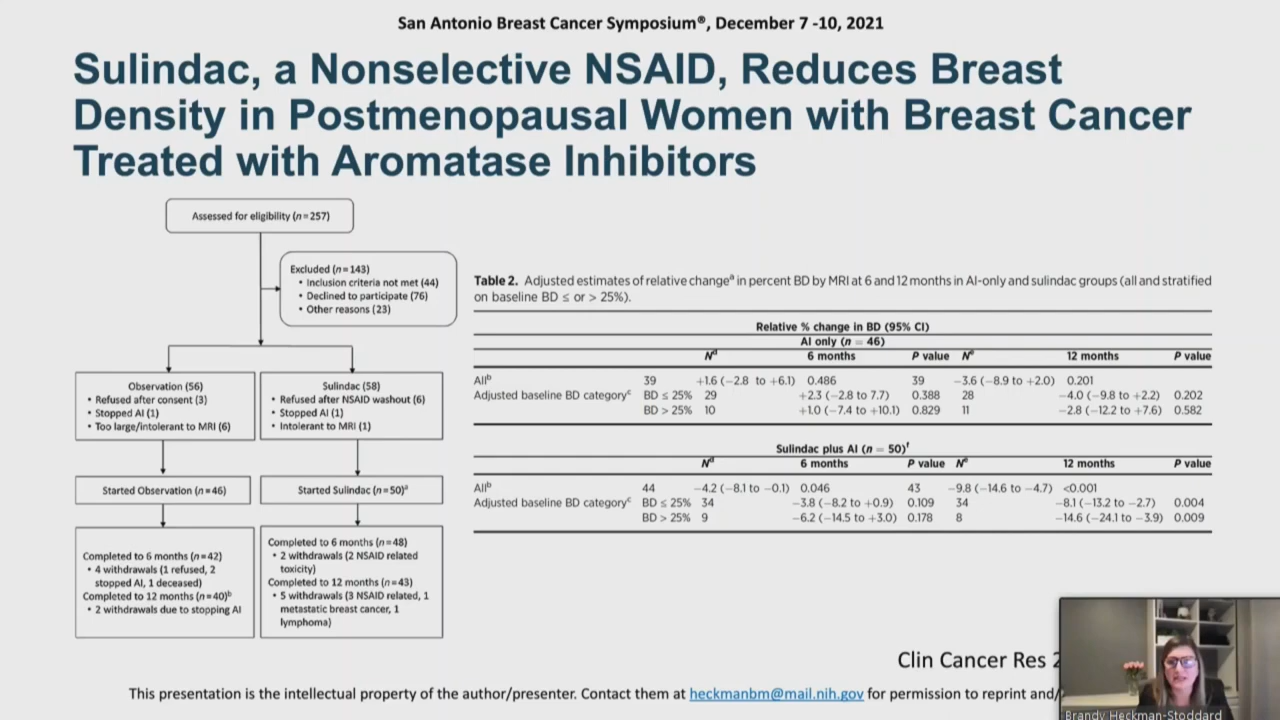 San Antonio Breast Cancer Symposium®, December 7 -10, 2021
Sulindac, a Nonselective NSAID, Reduces Breast
Density in Postmenopausal Women with Breast Cancer
Treated with Aromatase Inhibitors
Assessed for eligibility (n=257)
Excluded (n=143)
• Inclusion criteria not met (44)
• Declined to participate (76)
• Other reasons (23)
Observation (56)
• Refused after consent (3)
• Stopped AI (1)
• Too large/intolerant to MRI (6)
Sulindac (58)
• Refused after NSAID washout (6)
• Stopped AI (1)
• Intolerant to MRI (1)
Started Observation (n=46)
Started Sulindac (n=50)a
Completed to 6 months (n=42)
• 4 withdrawals (1 refused, 2
stopped AI, 1 deceased)
Completed to 12 months (n=40)b
• 2 withdrawals due to stopping AI
Completed to 6 months (n=48)
• 2 withdrawals (2 NSAID related
toxicity)
Completed to 12 months (n=43)
• 5 withdrawals (3 NSAID related, 1
metastatic breast cancer, 1
lymphoma)
Table 2. Adjusted estimates of relative changea in percent BD by MRI at 6 and 12 months in AI-only and sulindac groups (all and stratified
on baseline BD ≤ or > 25%).
Relative % change in BD (95% CI)
AI only (n = 46)
Nd 6 months P value Ne 12 months P value
Allb 39 +1.6 (−2.8 to +6.1) 0.486 39 −3.6 (−8.9 to +2.0) 0.201
Adjusted baseline BD categoryc BD ≤ 25% 29 +2.3 (−2.8 to 7.7) 0.388 28 −4.0 (−9.8 to +2.2) 0.202
BD > 25% 10 +1.0 (−7.4 to +10.1) 0.829 11 −2.8 (−12.2 to +7.6) 0.582
Sulindac plus AI (n = 50)f
Nd 6 months P value Ne 12 months P value
Allb 44 −4.2 (−8.1 to −0.1) 0.046 43 −9.8 (−14.6 to −4.7) <0.001
Adjusted baseline BD categoryc BD ≤ 25% 34 −3.8 (−8.2 to +0.9) 0.109 34 −8.1 (−13.2 to −2.7) 0.004
BD > 25% 9 −6.2 (−14.5 to +3.0) 0.178 8 −14.6 (−24.1 to −3.9) 0.009
Clin Cancer Res 2
This presentation is the intellectual property of the author/presenter. Contact them at heckmanbm@mail.nih.gov for permission to reprint and/
Brandy Heckman-Stoddard